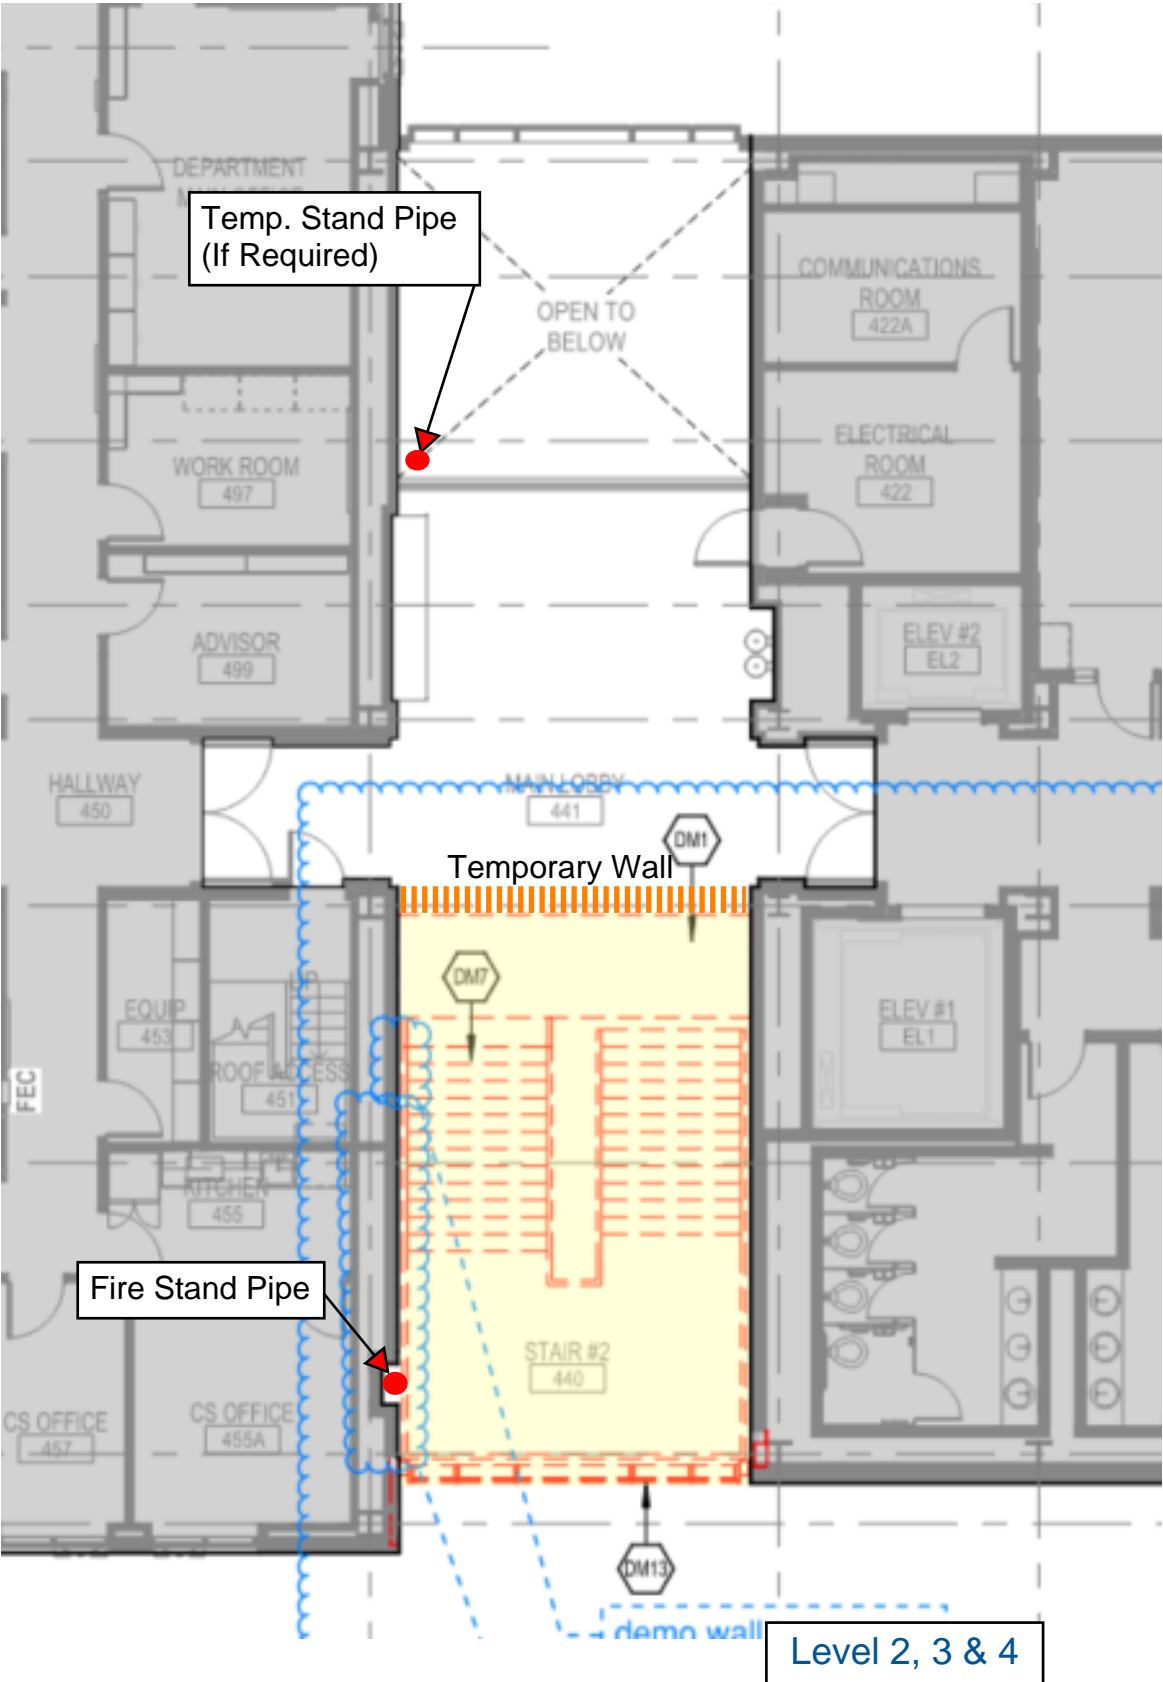 DEPARTMENT
Temp. Stand Pipe
(If Required)
OPEN TO
BELOW
COMMUNICATIONS
ROOM
422A
WORK ROOM
497
ELECTRICAL
ROOM
422
ADVISOR
499
ELEV #2
EL2
HALLWAY
450
MAIN LOBBY
441
DM1
Temporary Wall
DM7
UP
EQUIP
453
ROOF ACCESS
451
ELEV #1
EL1
FEC
KITCHEN
455
Fire Stand Pipe
STAIR #2
440
CS OFFICE
457
CS OFFICE
455A
DM13
demo wall
Level 2, 3 & 4